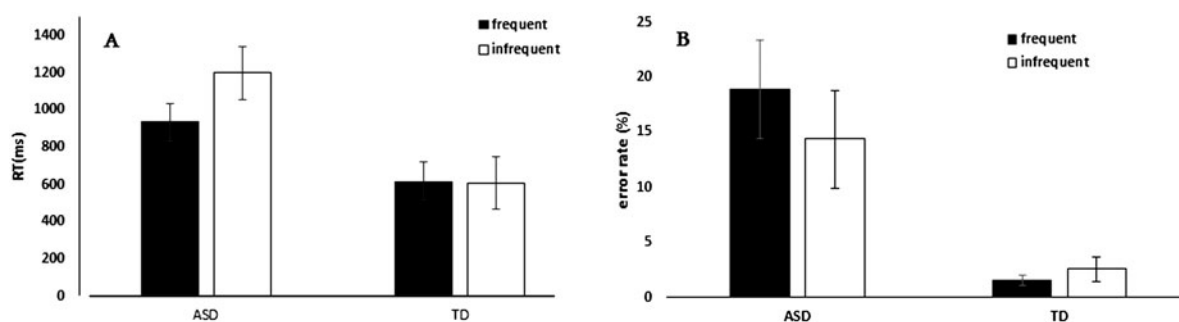 A
frequent
infrequent
RT(ms)
1400
1200
1000
800
600
400
200
0
ASD
TD
B
frequent
infrequent
error rate (%)
25
20
15
10
5
0
ASD
TD